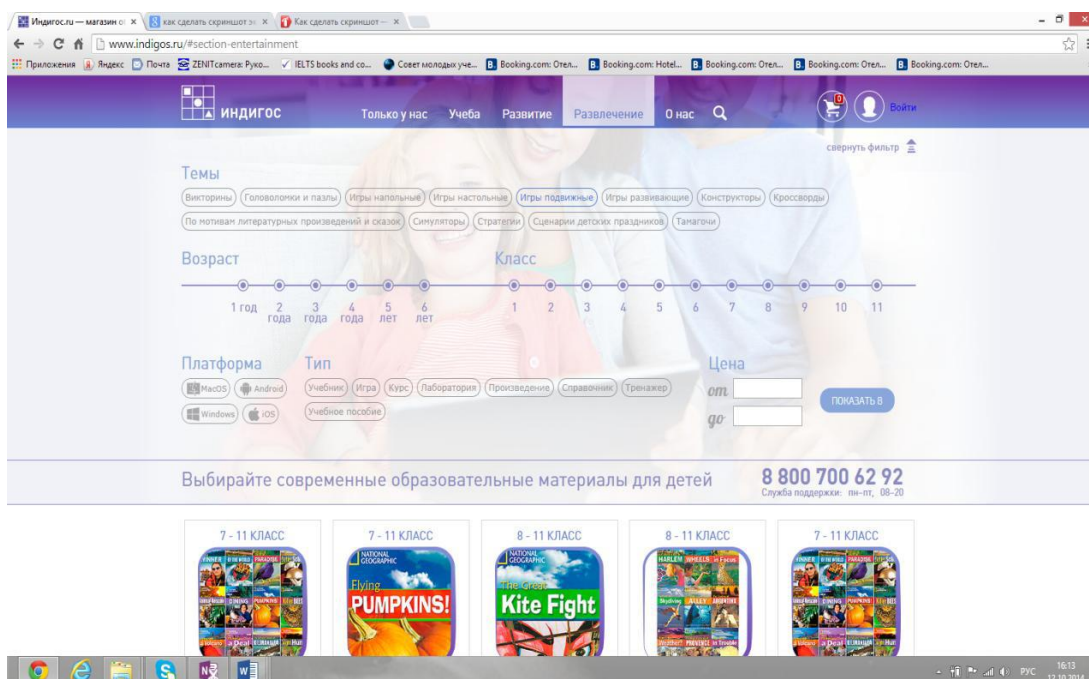 Индигос.ru — магазин о
как сделать скриншот эк
Как сделать скриншот —
www.indigos.ru/#section-entertainment
Приложения Яндекс Почта ZENITcamera: Руко... IELTS books and co... Совет молодых уче... Booking.com: Отел... Booking.com: Hotel... Booking.com: Отел... Booking.com: Отел... Booking.com: Отел...
индигос Только у нас Учеба Развитие Развлечение О нас 0 Войти
свернуть фильтр
Темы
Викторины Головоломки и пазлы Игры напольные Игры настольные Игры подвижные Игры развивающие Конструкторы Кроссворды
По мотивам литературных произведений и сказок Симуляторы Стратегии Сценарии детских праздников Тамагочи
Возраст Класс
1 год 2 года 3 года 4 года 5 лет 6 лет 1 2 3 4 5 6 7 8 9 10 11
Платформа Тип Цена
MacOS Android Учебник Игра Курс Лаборатория Произведение Справочник Тренажер от
Windows iOS Учебное пособие до
ПОКАЗАТЬ 8
Выбирайте современные образовательные материалы для детей 8 800 700 62 92
Служба поддержки: пн-пт, 08-20
7 - 11 КЛАСС 7 - 11 КЛАСС 8 - 11 КЛАСС 8 - 11 КЛАСС 7 - 11 КЛАСС
NATIONAL GEOGRAPHIC
Flying
PUMPKINS!
NATIONAL GEOGRAPHIC
The Great
Kite Fight
РУС 16:13
12.10.2014